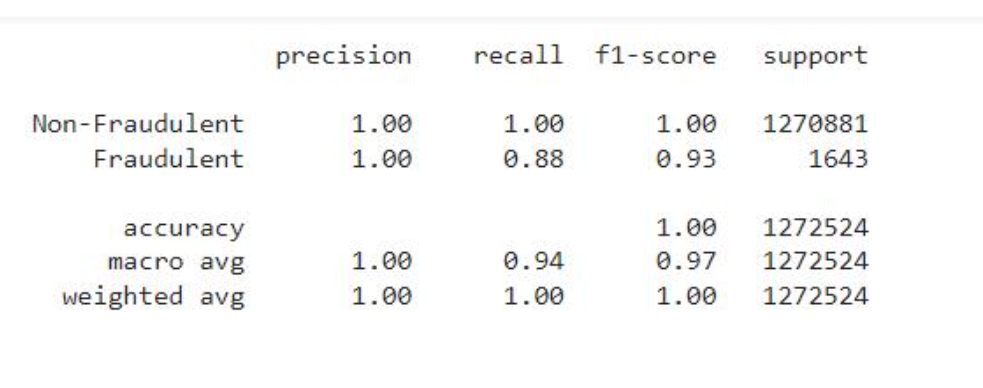 precision recall f1-score support
Non-Fraudulent 1.00 1.00 1.00 1270881
Fraudulent 1.00 0.88 0.93 1643
accuracy 1.00 1272524
macro avg 1.00 0.94 0.97 1272524
weighted avg 1.00 1.00 1.00 1272524